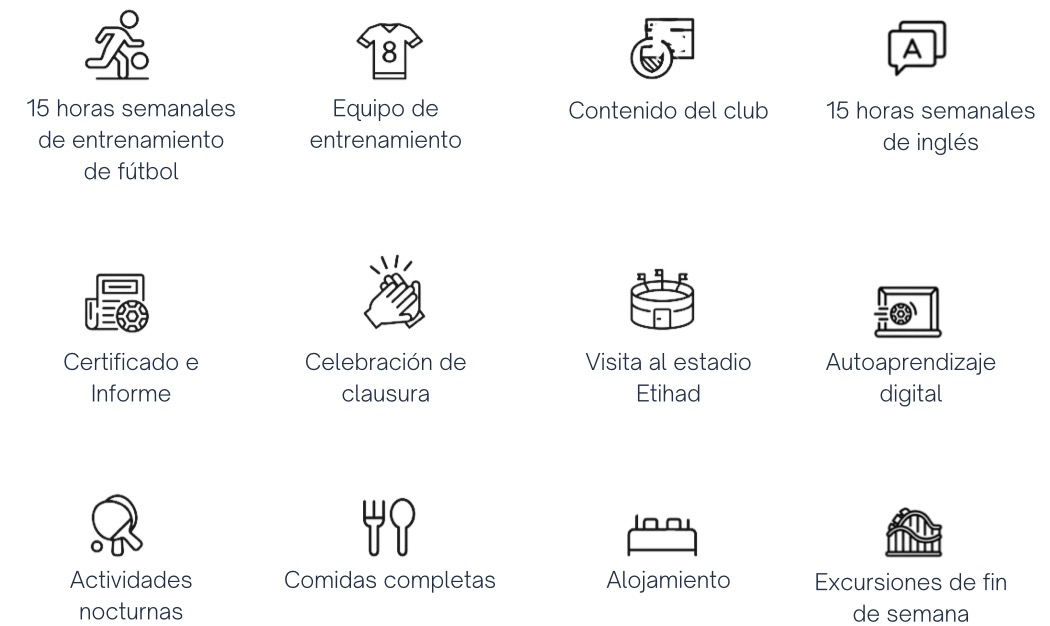 8
A
15 horas semanales
de entrenamiento
de fútbol
Equipo de
entrenamiento
Contenido del club
15 horas semanales
de inglés
Certificado e
Informe
Celebración de
clausura
Visita al estadio
Etihad
Autoaprendizaje
digital
Actividades
nocturnas
Comidas completas
Alojamiento
Excursiones de fin
de semana